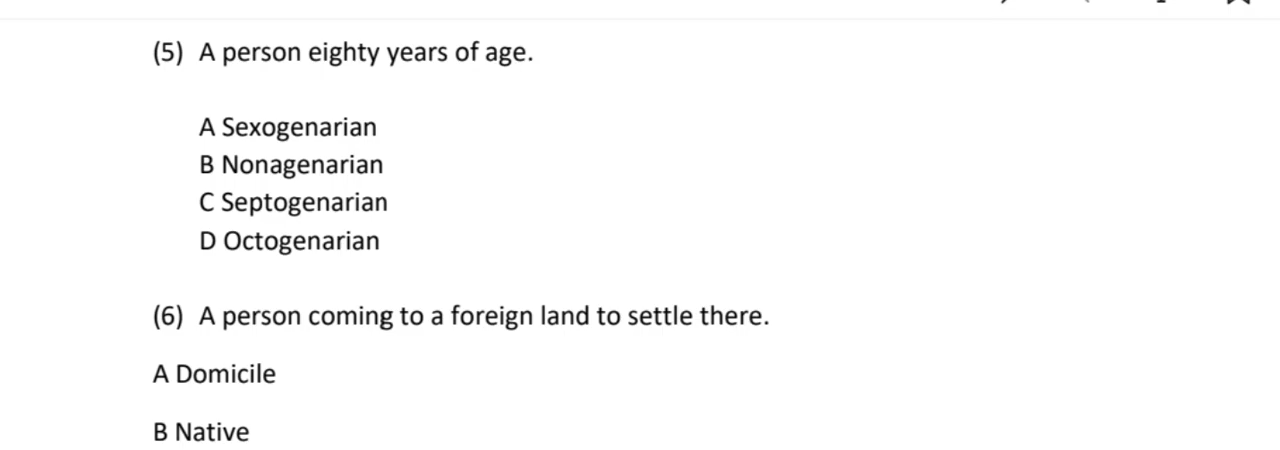 (5) A person eighty years of age.
A Sexogenarian
B Nonagenarian
C Septogenarian
D Octogenarian
(6) A person coming to a foreign land to settle there.
A Domicile
B Native